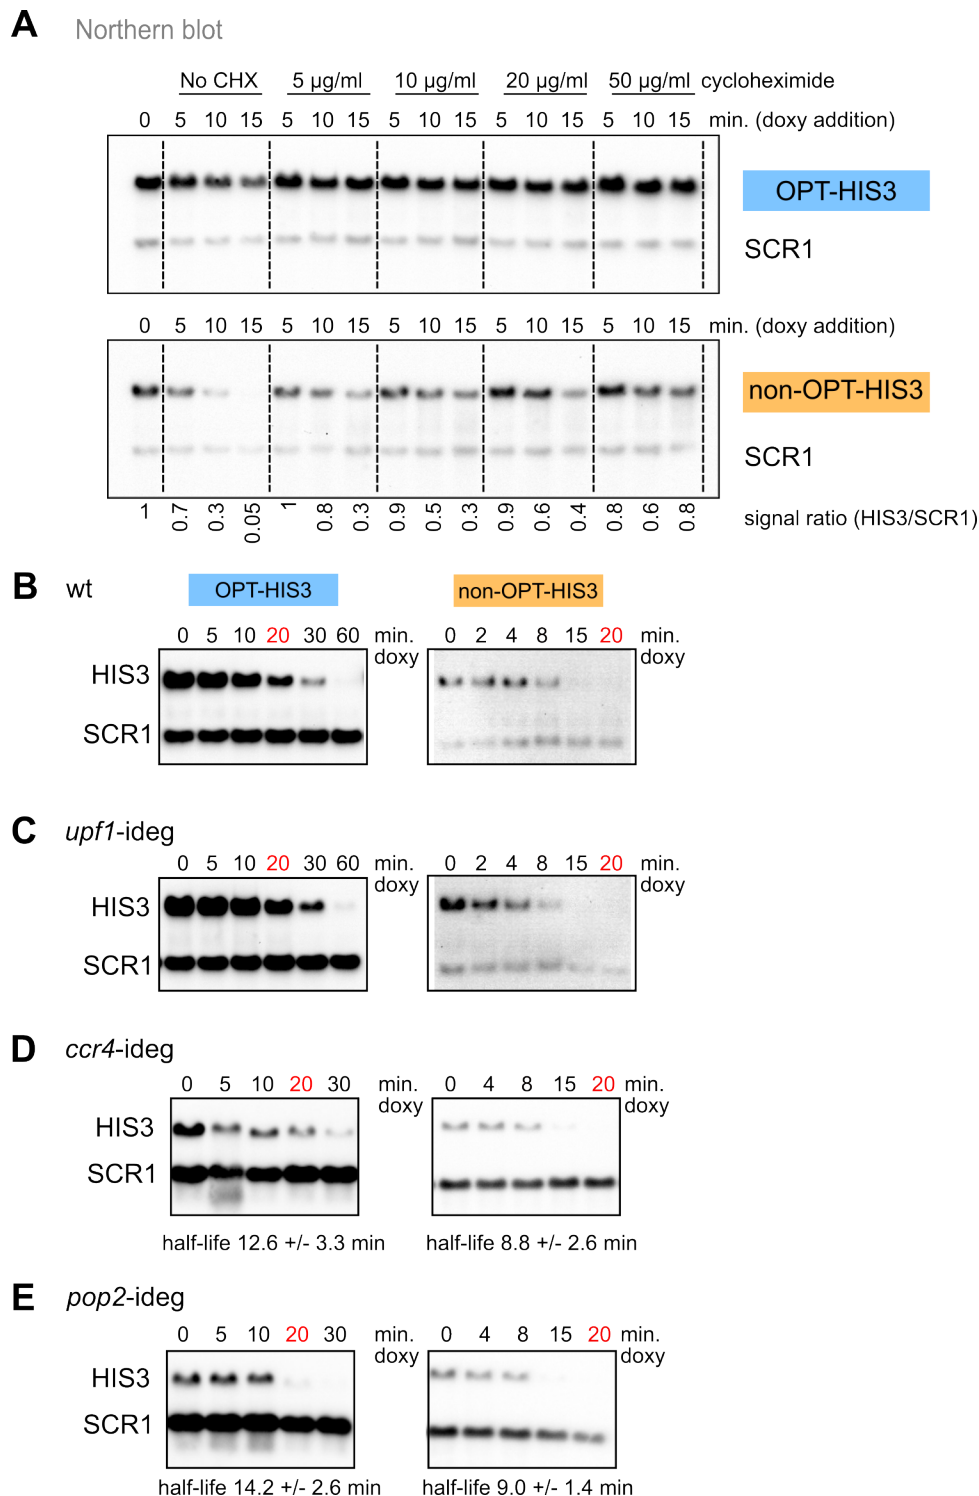 A Northern blot
No CHX 5 µg/ml 10 µg/ml 20 µg/ml 50 µg/ml cycloheximide
0 5 10 15 5 10 15 5 10 15 5 10 15 5 10 15 min. (doxy addition)
OPT-HIS3
SCR1
0 5 10 15 5 10 15 5 10 15 5 10 15 5 10 15 min. (doxy addition)
non-OPT-HIS3
SCR1
1 0.7 0.3 0.05 1 0.8 0.3 0.9 0.5 0.3 0.9 0.6 0.4 0.8 0.6 0.8 signal ratio (HIS3/SCR1)
B wt OPT-HIS3 non-OPT-HIS3
0 5 10 20 30 60 min. doxy 0 2 4 8 15 20 min. doxy
HIS3
SCR1
C upf1-ideg
0 5 10 20 30 60 min. doxy 0 2 4 8 15 20 min. doxy
HIS3
SCR1
D ccr4-ideg
0 5 10 20 30 min. doxy 0 4 8 15 20 min. doxy
HIS3
SCR1
half-life 12.6 +/- 3.3 min half-life 8.8 +/- 2.6 min
E pop2-ideg
0 5 10 20 30 min. doxy 0 4 8 15 20 min. doxy
HIS3
SCR1
half-life 14.2 +/- 2.6 min half-life 9.0 +/- 1.4 min